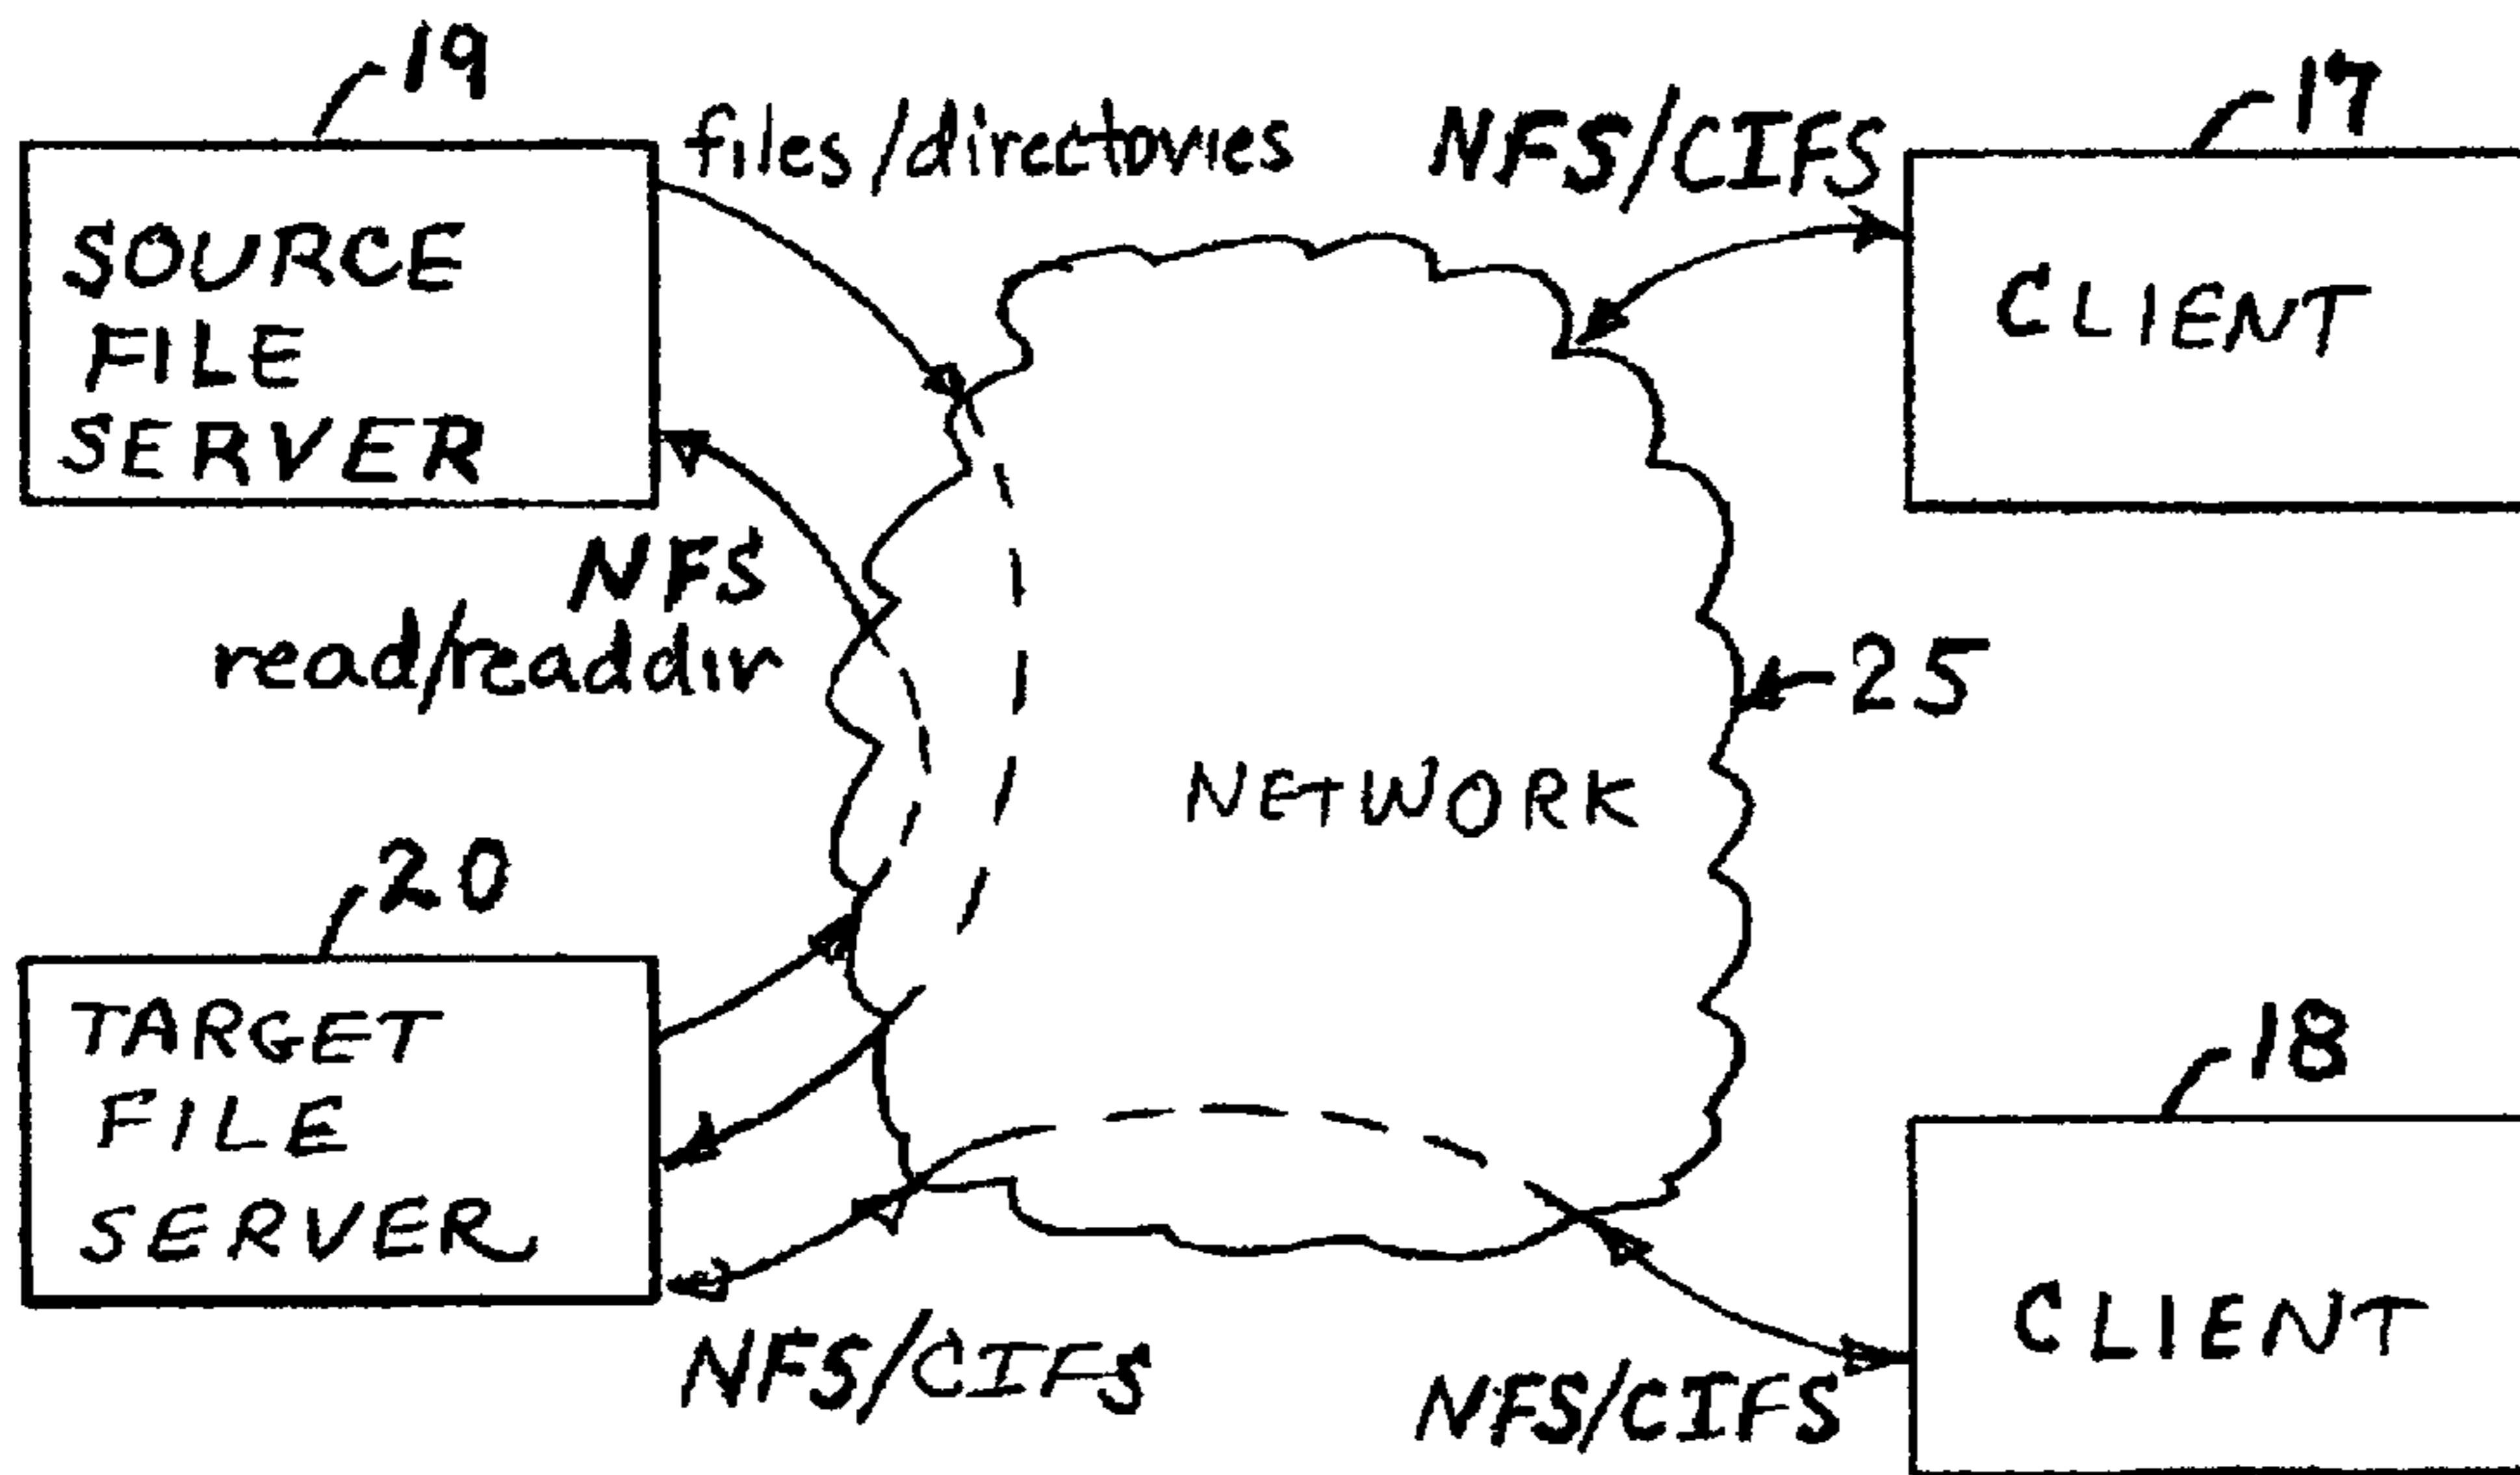 19
files/directories
NFS/CIFS
17
SOURCE
FILE
SERVER
CLIENT
NFS
read/readdir
25
NETWORK
20
TARGET
FILE
SERVER
18
CLIENT
NFS/CIFS
NFS/CIFS